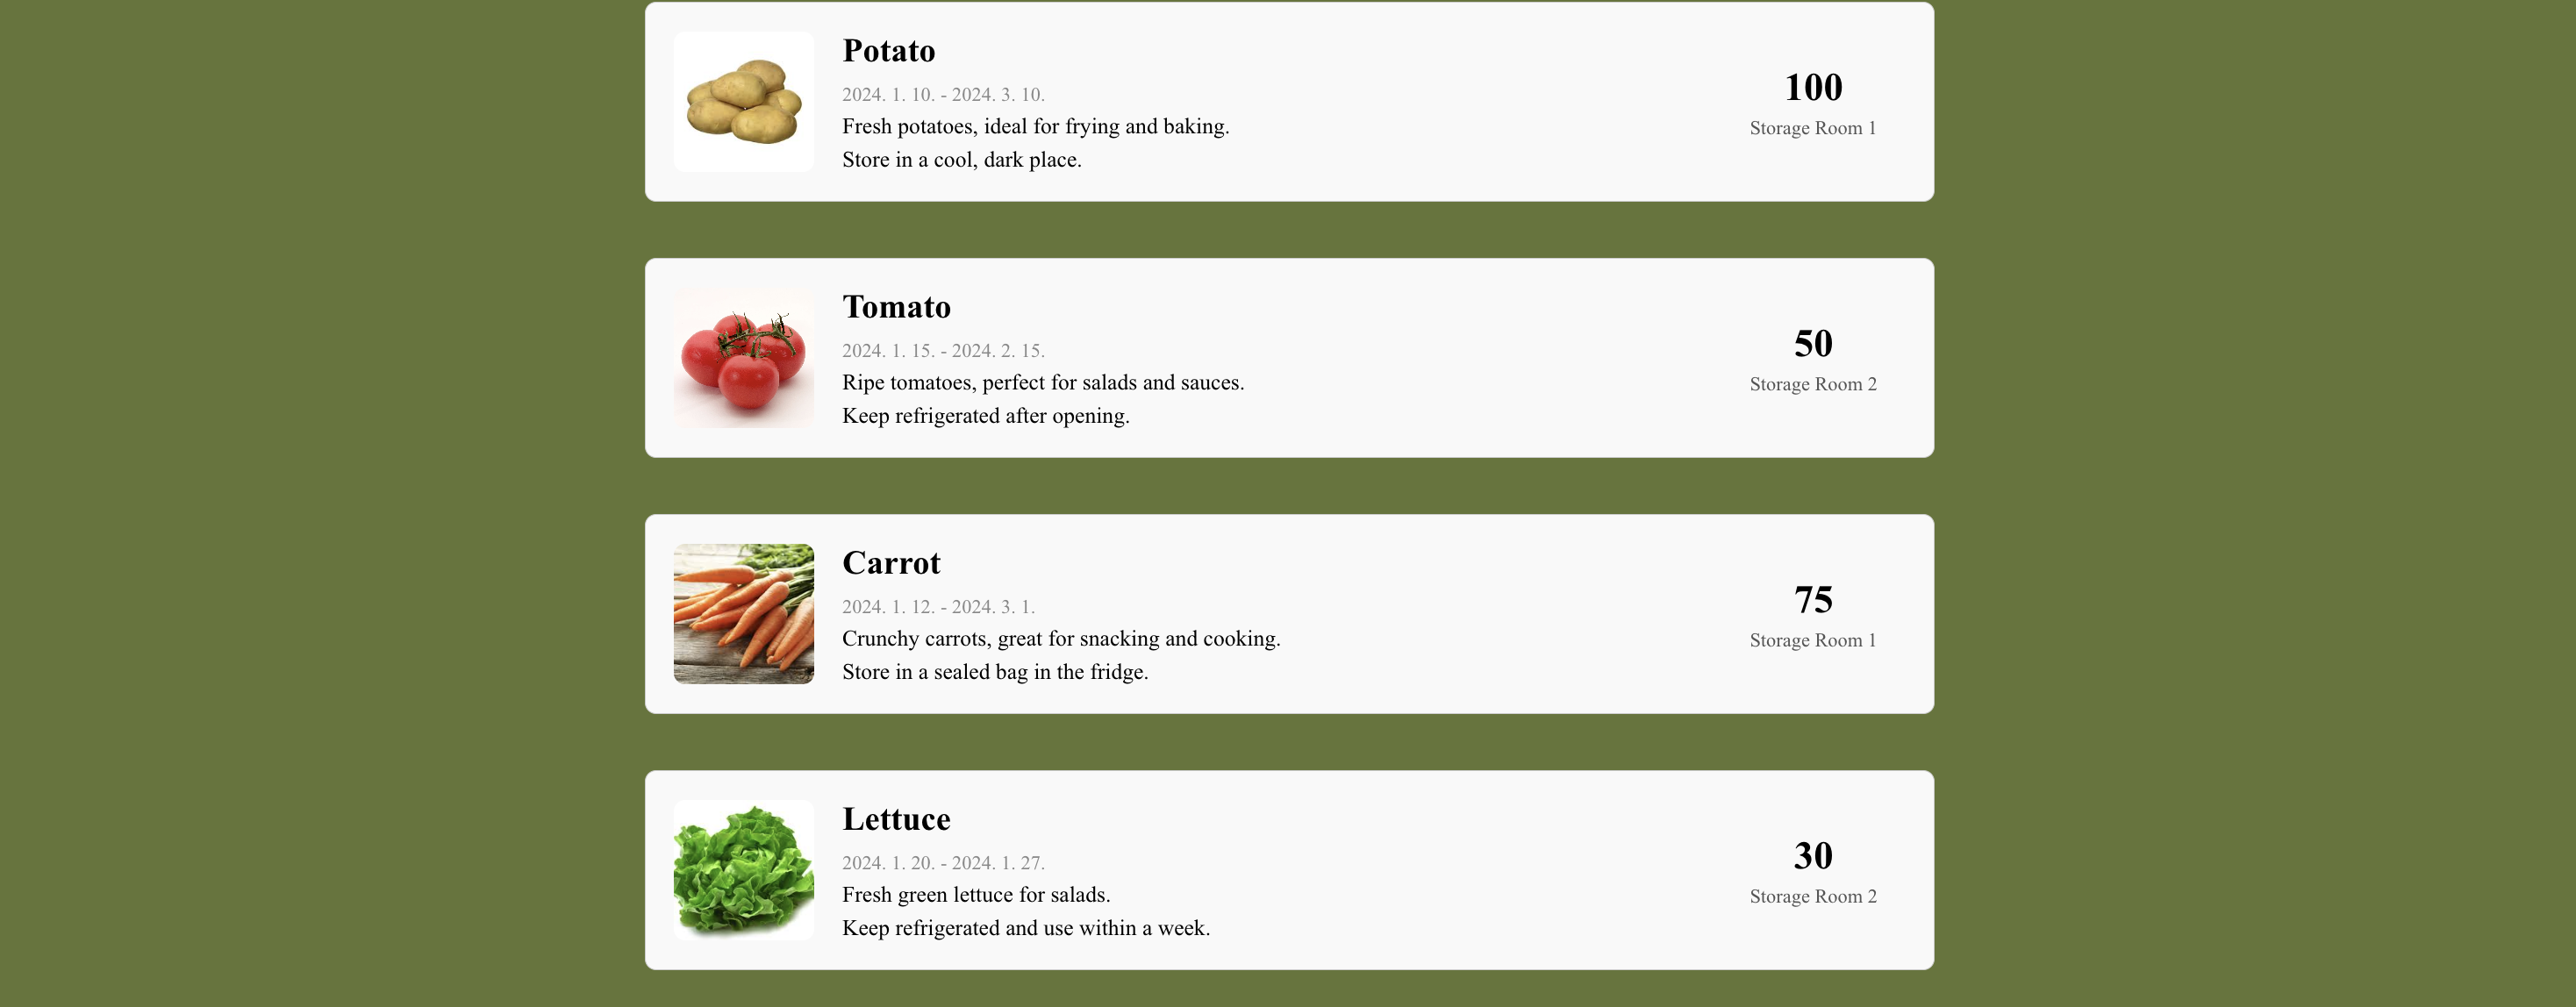 Potato
2024. 1. 10. - 2024. 3. 10.
Fresh potatoes, ideal for frying and baking.
Store in a cool, dark place.
100
Storage Room 1
Tomato
2024. 1. 15. - 2024. 2. 15.
Ripe tomatoes, perfect for salads and sauces.
Keep refrigerated after opening.
50
Storage Room 2
Carrot
2024. 1. 12. - 2024. 3. 1.
Crunchy carrots, great for snacking and cooking.
Store in a sealed bag in the fridge.
75
Storage Room 1
Lettuce
2024. 1. 20. - 2024. 1. 27.
Fresh green lettuce for salads.
Keep refrigerated and use within a week.
30
Storage Room 2